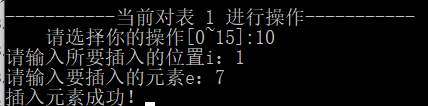 -----------当前对表 1 进行操作-----------
请选择你的操作[0~15]:10
请输入所要插入的位置i：1
请输入要插入的元素e：7
插入元素成功！